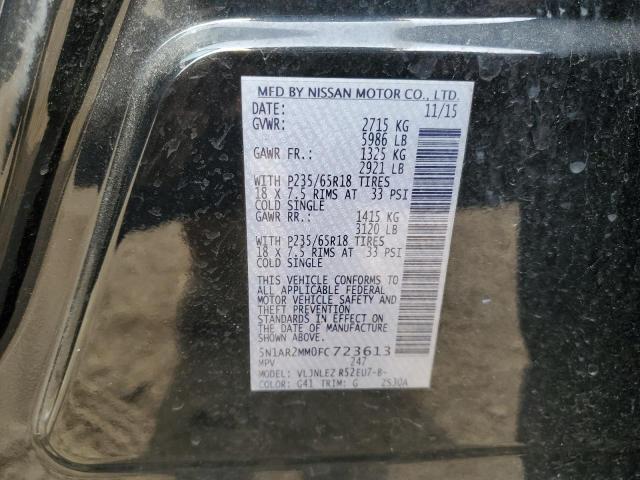 MFD BY NISSAN MOTOR CO., LTD.
DATE: 11/15
GVWR: 2715 KG
5986 LB
GAWR FR.: 1325 KG
2921 LB
WITH P235/65R18 TIRES
18 X 7.5 RIMS AT 33 PSI
COLD SINGLE
GAWR RR.: 1415 KG
3120 LB
WITH P235/65R18 TIRES
18 X 7.5 RIMS AT 33 PSI
COLD SINGLE
THIS VEHICLE CONFORMS TO
ALL APPLICABLE FEDERAL
MOTOR VEHICLE SAFETY AND
THEFT PREVENTION
STANDARDS IN EFFECT ON
THE DATE OF MANUFACTURE
SHOWN ABOVE.
5N1AR2MM0FC723613
MPV 247
MODEL: VLJNLEZ R52EU7-B-
COLOR: G41 TRIM: G 2S30A